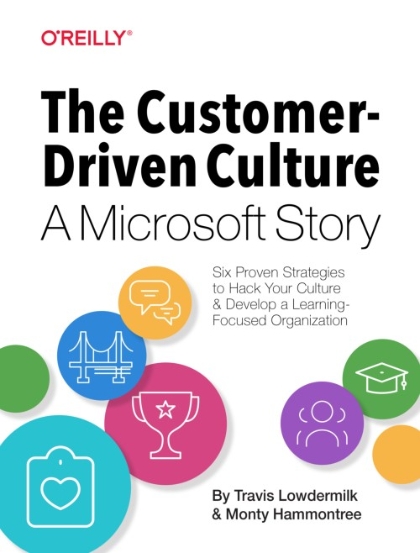 O'REILLY®
The Customer-
Driven Culture
A Microsoft Story
Six Proven Strategies
to Hack Your Culture
& Develop a Learning-
Focused Organization
By Travis Lowdermilk
& Monty Hammontree